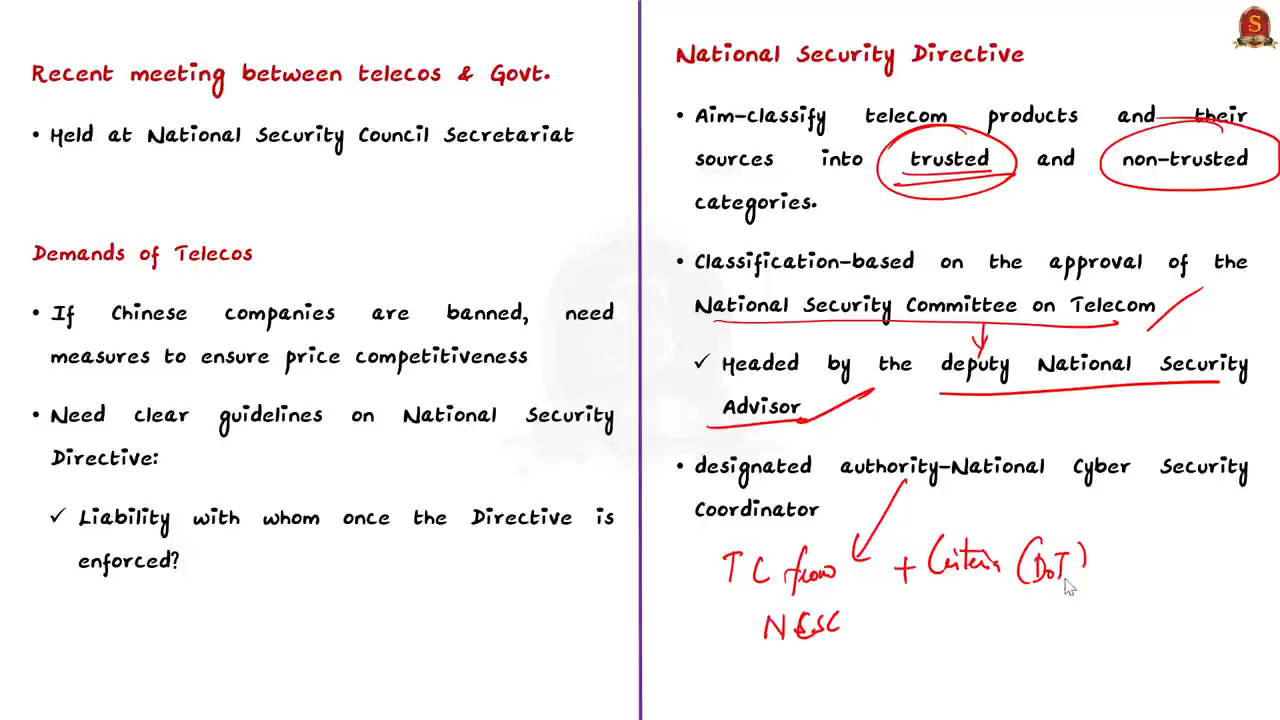 Recent meeting between telecos & Govt.
• Held at National Security Council Secretariat
Demands of Telecos
• If Chinese companies are banned, need
measures to ensure price competitiveness
• Need clear guidelines on National Security
Directive:
✓ Liability with whom once the Directive is
enforced?
National Security Directive
• Aim-classify telecom products and their
sources into trusted and non-trusted
categories.
• Classification-based on the approval of the
National Security Committee on Telecom
✓ Headed by the deputy National Security
Advisor
• designated authority-National Cyber Security
Coordinator
TC from + Criteria (DoT)